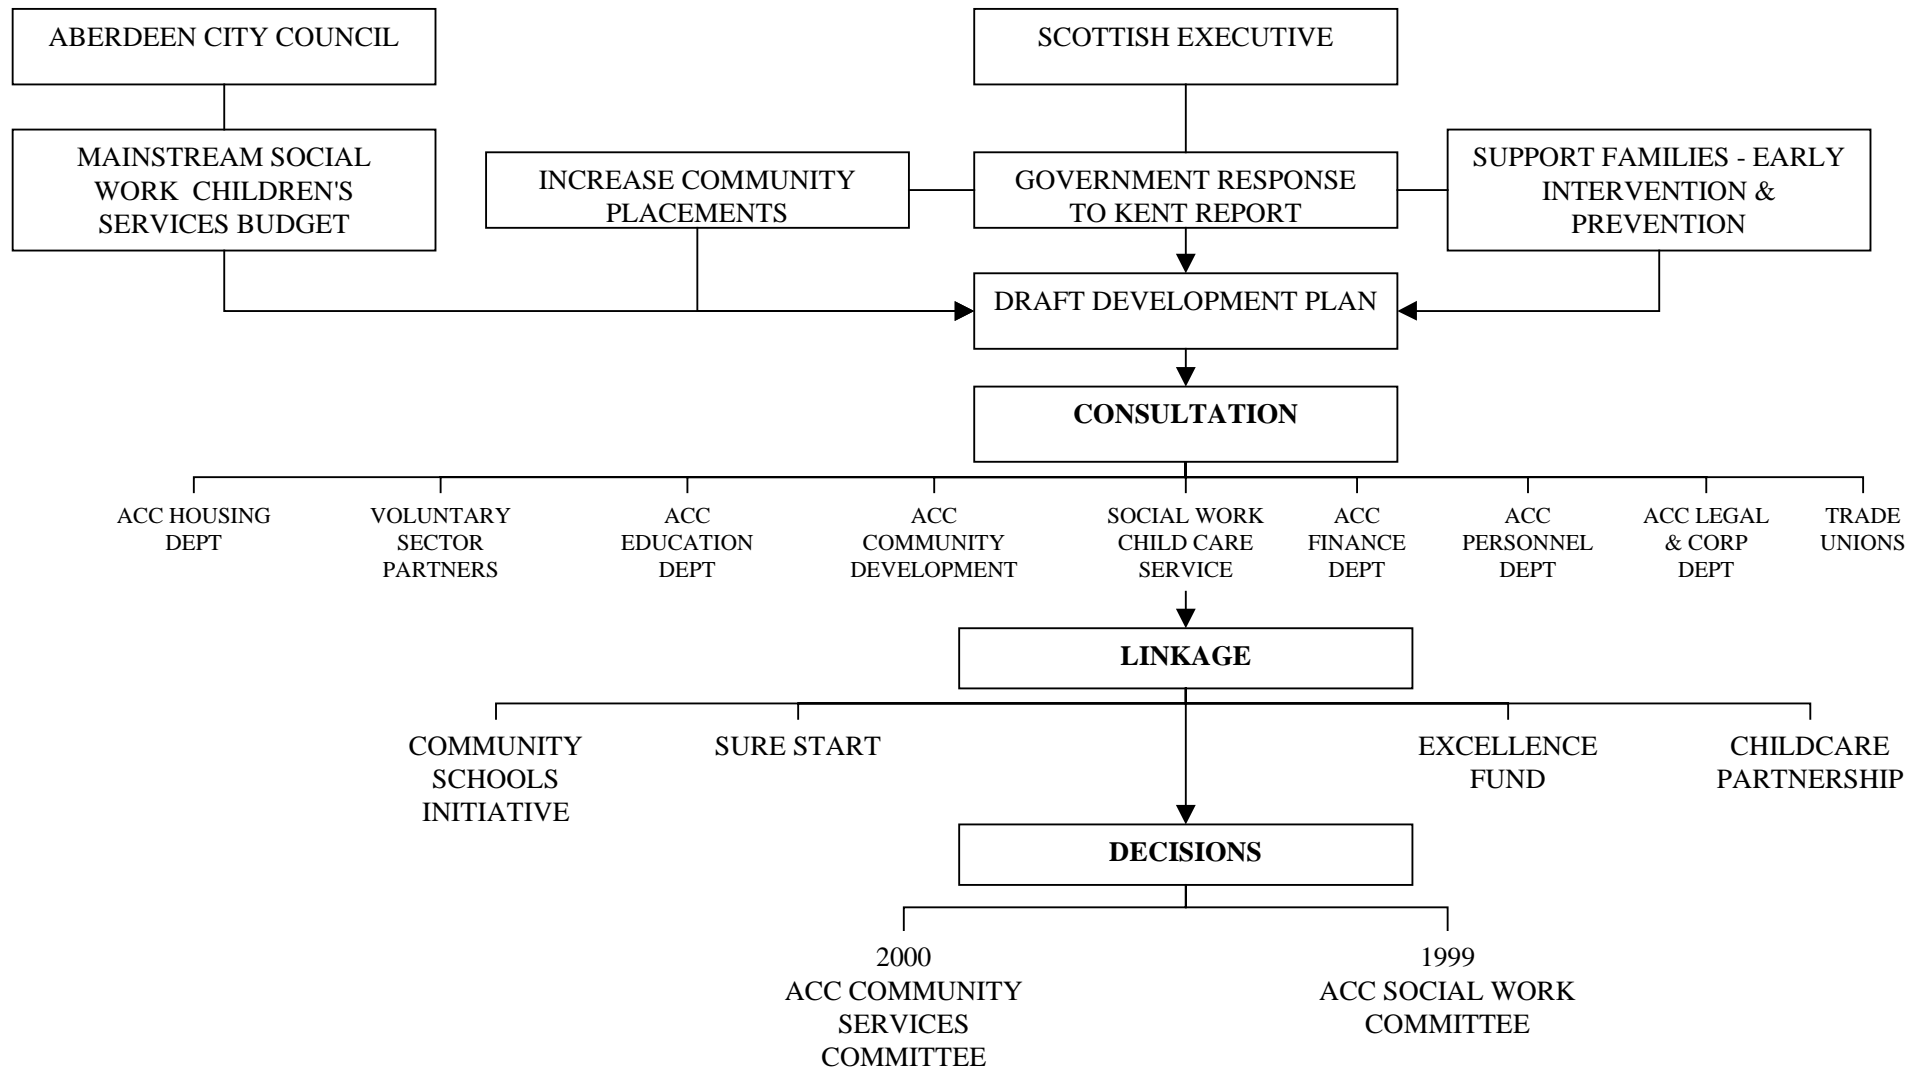 ABERDEEN CITY COUNCIL
SCOTTISH EXECUTIVE
MAINSTREAM SOCIAL
WORK CHILDREN'S
SERVICES BUDGET
INCREASE COMMUNITY
PLACEMENTS
GOVERNMENT RESPONSE
TO KENT REPORT
SUPPORT FAMILIES - EARLY
INTERVENTION &
PREVENTION
DRAFT DEVELOPMENT PLAN
CONSULTATION
ACC HOUSING
DEPT
VOLUNTARY
SECTOR
PARTNERS
ACC
EDUCATION
DEPT
ACC
COMMUNITY
DEVELOPMENT
SOCIAL WORK
CHILD CARE
SERVICE
ACC
FINANCE
DEPT
ACC
PERSONNEL
DEPT
ACC LEGAL
& CORP
DEPT
TRADE
UNIONS
LINKAGE
COMMUNITY
SCHOOLS
INITIATIVE
SURE START
EXCELLENCE
FUND
CHILDCARE
PARTNERSHIP
DECISIONS
2000
ACC COMMUNITY
SERVICES
COMMITTEE
1999
ACC SOCIAL WORK
COMMITTEE